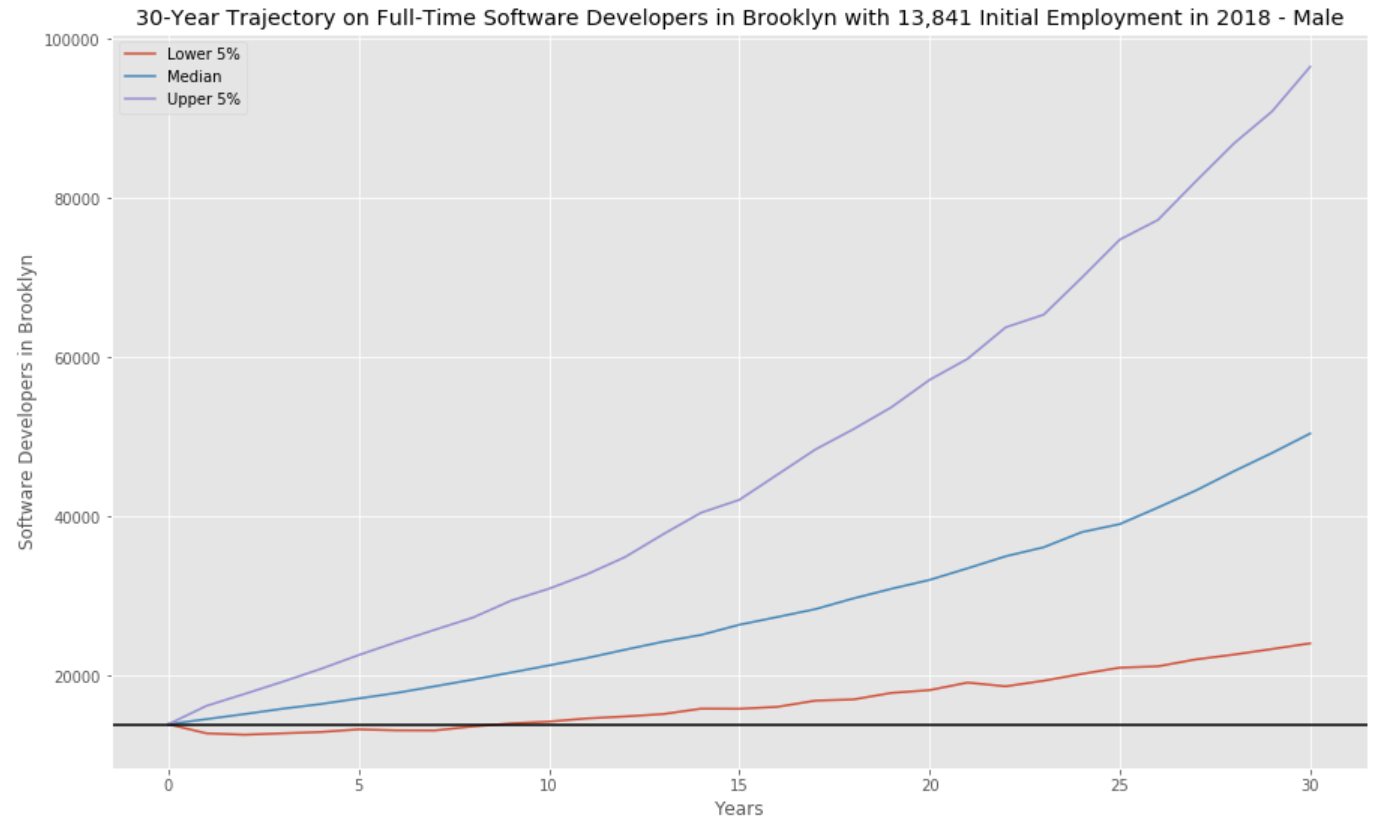 30-Year Trajectory on Full-Time Software Developers in Brooklyn with 13,841 Initial Employment in 2018 - Male
Lower 5%
Median
Upper 5%
100000
80000
60000
40000
20000
Software Developers in Brooklyn
0 5 10 15 20 25 30
Years